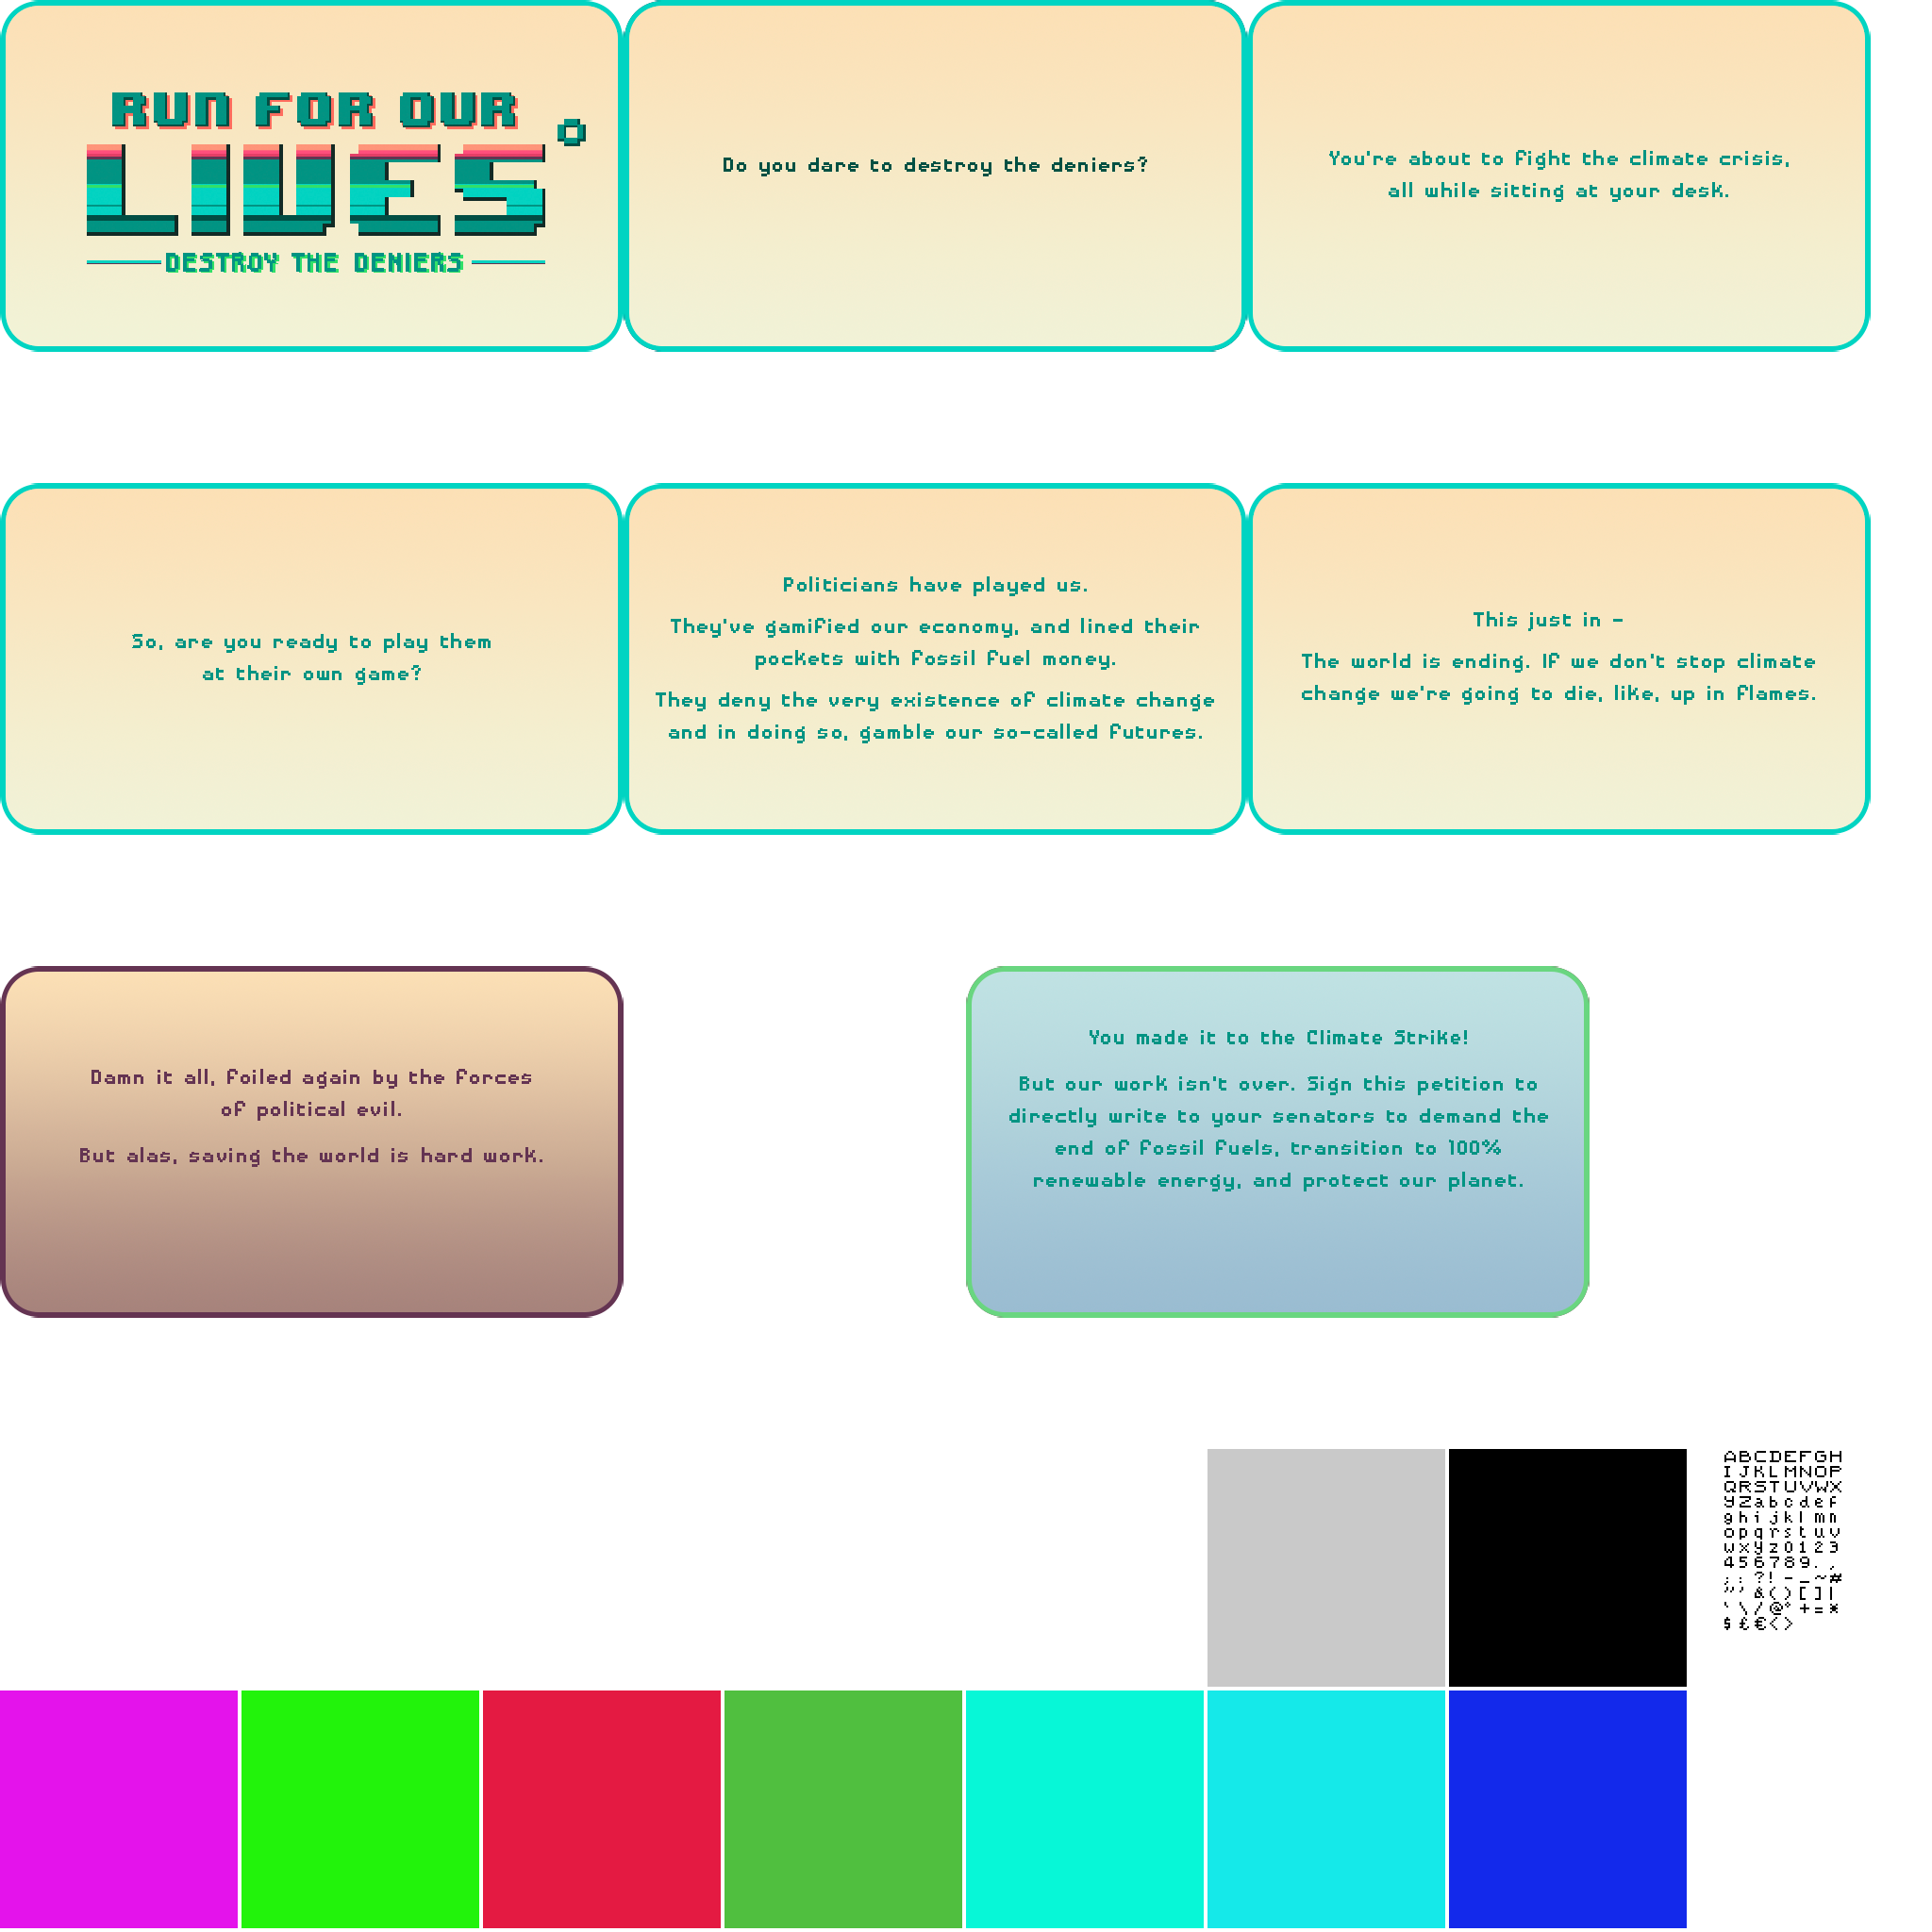 RUN FOR OUR
LIVES°
DESTROY THE DENIERS
Do you dare to destroy the deniers?
You're about to fight the climate crisis,
all while sitting at your desk.
So, are you ready to play them
at their own game?
Politicians have played us.
They've gamified our economy, and lined their
pockets with fossil fuel money.
They deny the very existence of climate change
and in doing so, gamble our so-called futures.
This just in -
The world is ending. If we don't stop climate
change we're going to die, like, up in flames.
Damn it all, foiled again by the forces
of political evil.
But alas, saving the world is hard work.
You made it to the Climate Strike!
But our work isn't over. Sign this petition to
directly write to your senators to demand the
end of fossil fuels, transition to 100%
renewable energy, and protect our planet.
ABCDEFGH
IJKLMNOP
QRSTUVWX
YZabcdef
ghijklmn
opqrstuv
wxyz0123
456789.,
;:?!-_~#
"'&()[]|
`\/@°+=*
$£€<>